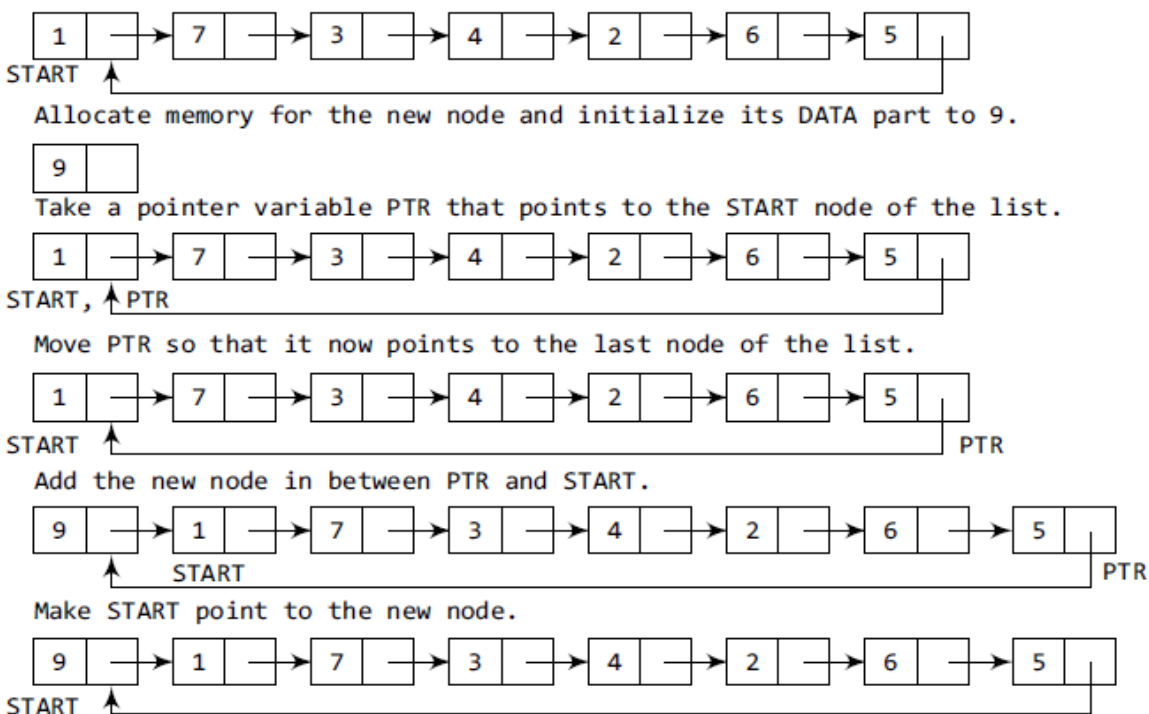 1 7 3 4 2 6 5
START
Allocate memory for the new node and initialize its DATA part to 9.
9
Take a pointer variable PTR that points to the START node of the list.
1 7 3 4 2 6 5
START, PTR
Move PTR so that it now points to the last node of the list.
1 7 3 4 2 6 5
START PTR
Add the new node in between PTR and START.
9 1 7 3 4 2 6 5
START PTR
Make START point to the new node.
9 1 7 3 4 2 6 5
START